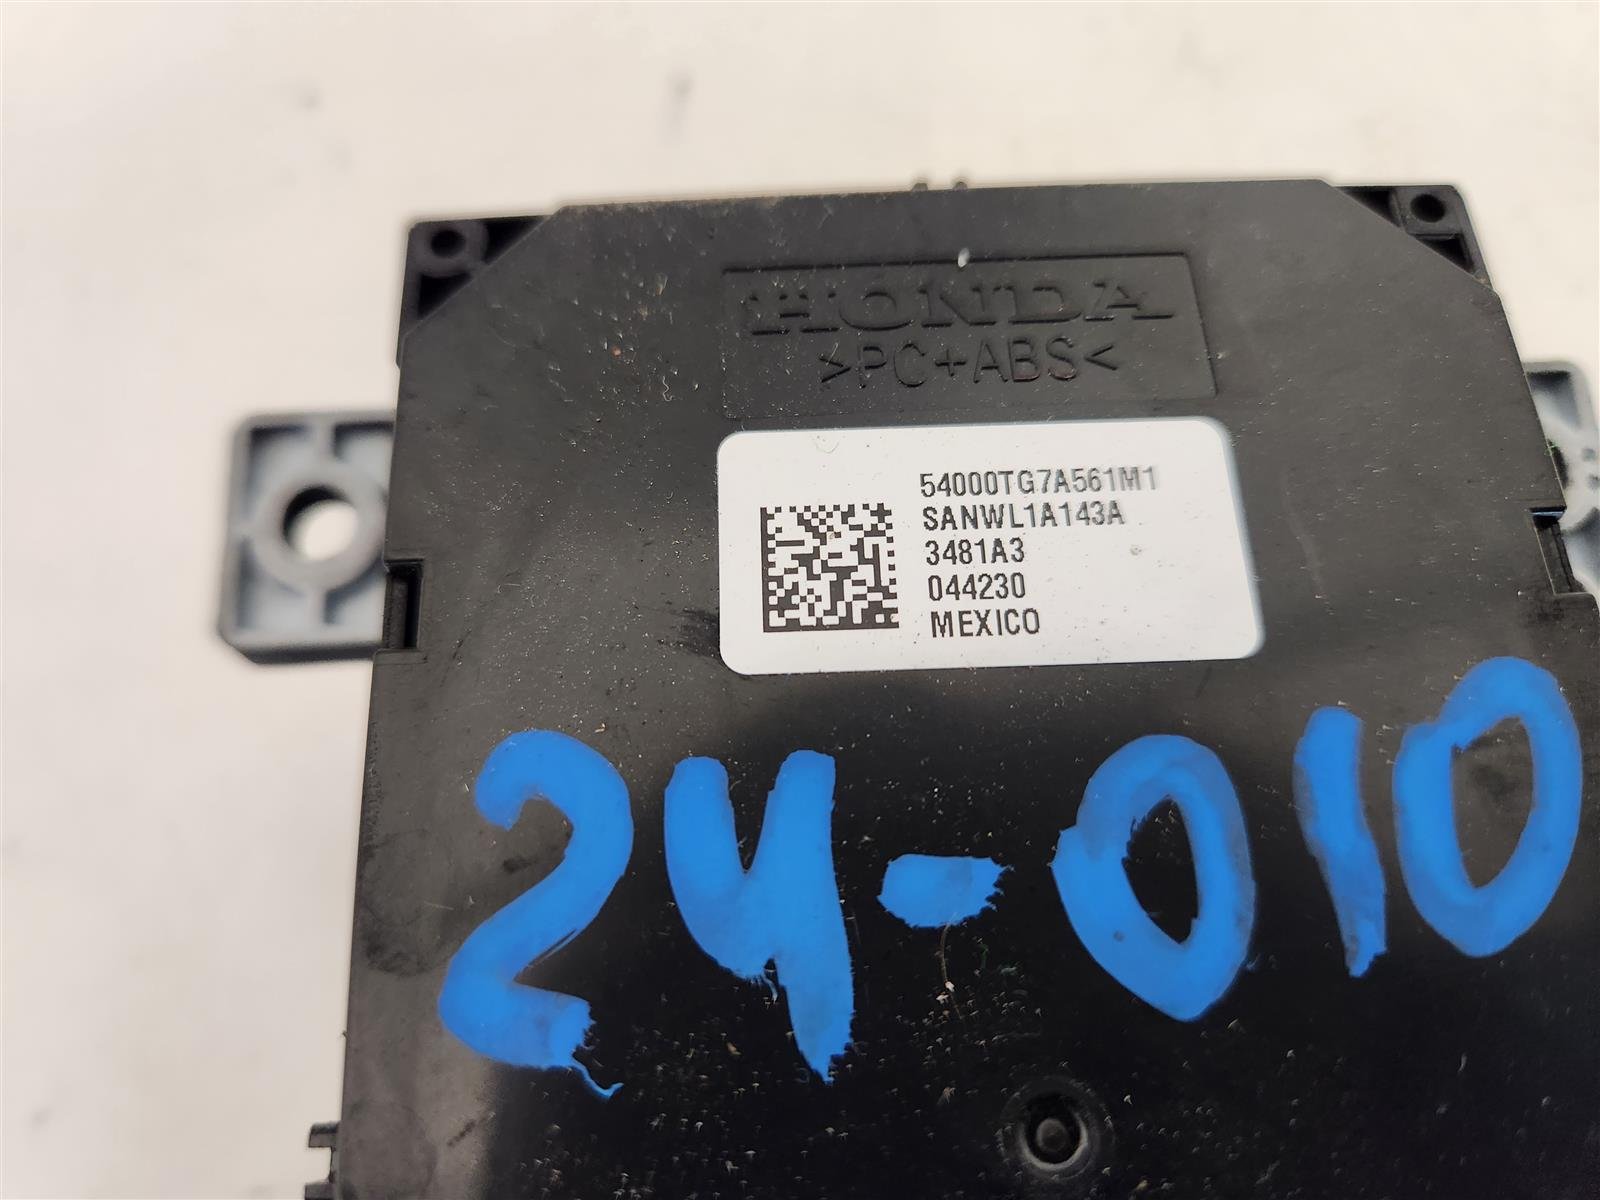 HONDA
>PC+ABS<
54000TG7A561M1
SANWL1A143A
3481A3
044230
MEXICO
24-010